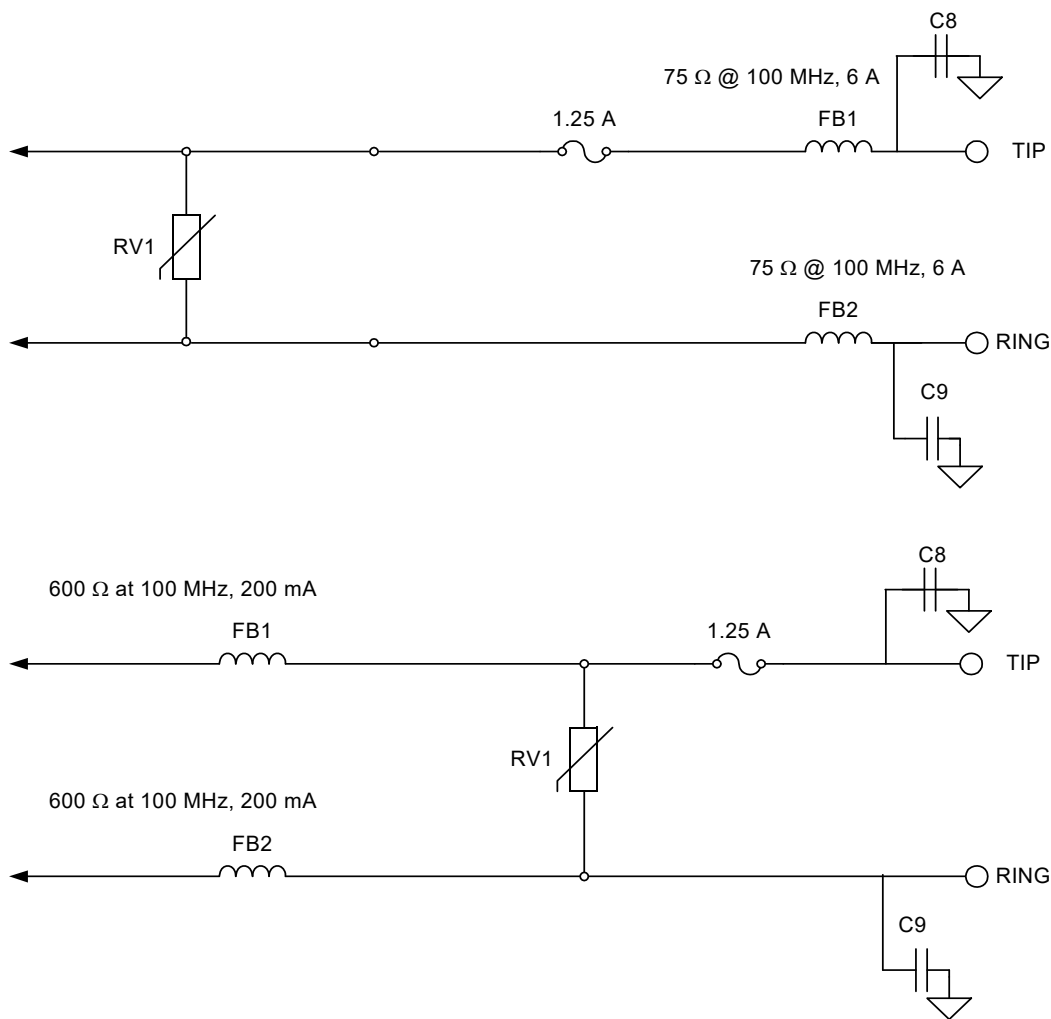 C8
75 Ω @ 100 MHz, 6 A
1.25 A
FB1
TIP
RV1
75 Ω @ 100 MHz, 6 A
FB2
RING
C9
C8
600 Ω at 100 MHz, 200 mA
FB1
1.25 A
TIP
RV1
600 Ω at 100 MHz, 200 mA
FB2
RING
C9